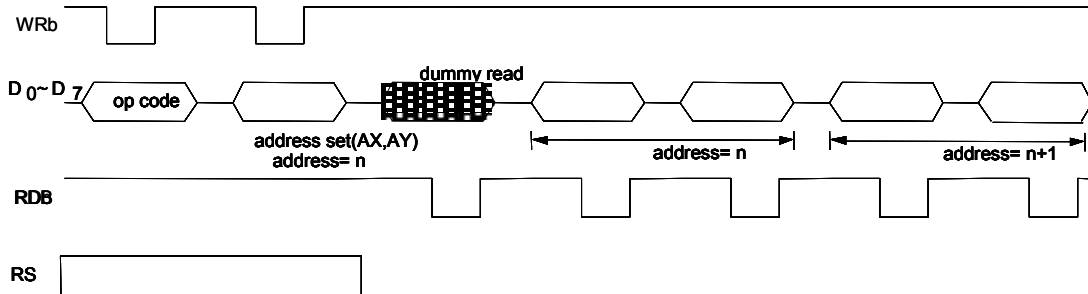 WRb
dummy read
D 0~D 7
op code
address set(AX,AY)
address= n
address= n
address= n+1
RDB
RS